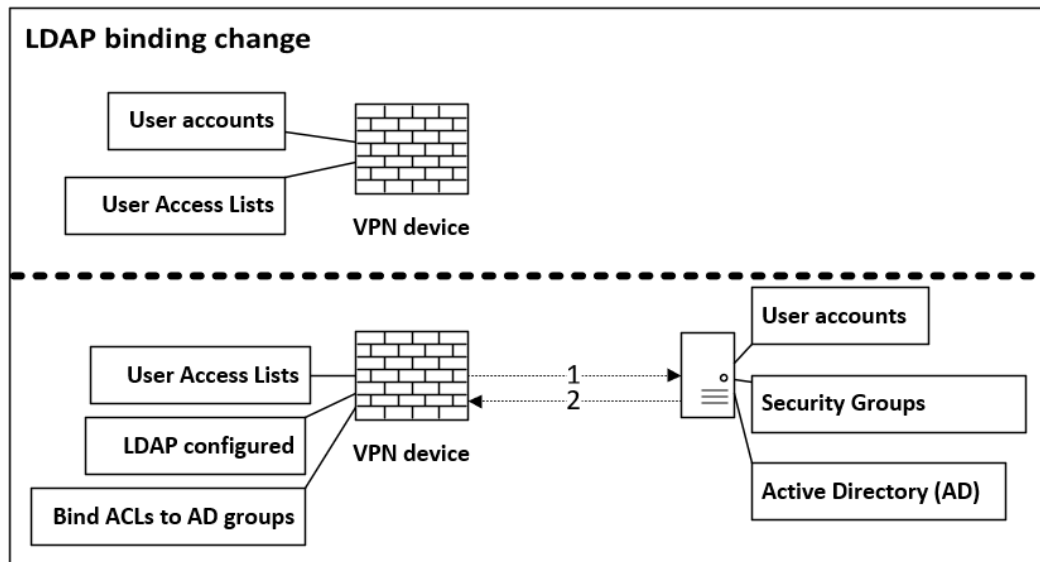 LDAP binding change
User accounts
User Access Lists
VPN device
User accounts
User Access Lists
1
2
Security Groups
LDAP configured
VPN device
Active Directory (AD)
Bind ACLs to AD groups